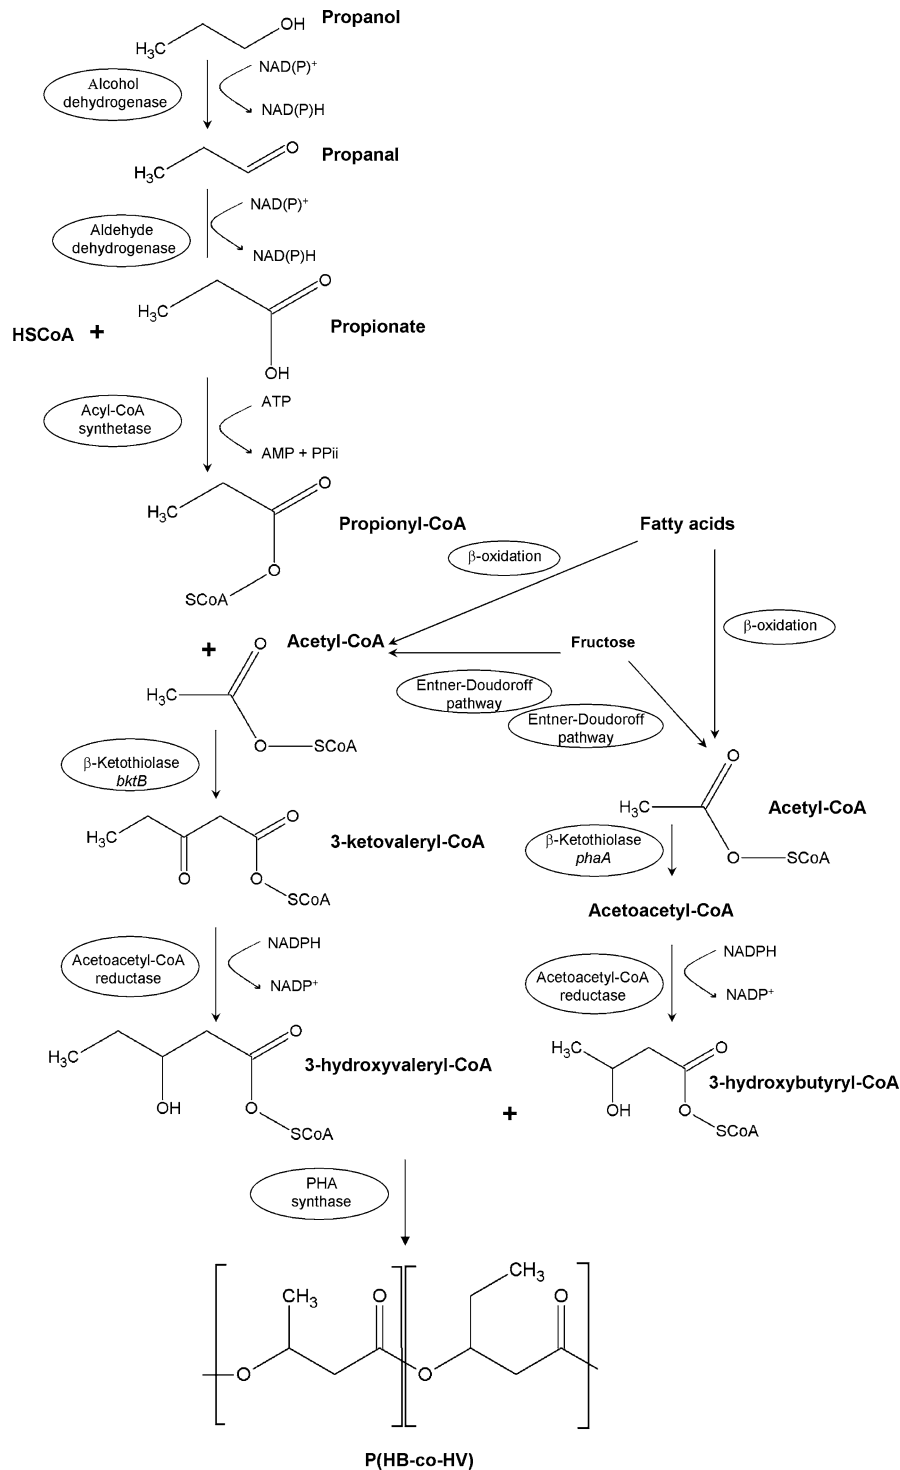 Propanol
OH
H₃C
NAD(P)⁺
Alcohol
dehydrogenase
NAD(P)H
O
Propanal
H₃C
NAD(P)⁺
Aldehyde
dehydrogenase
NAD(P)H
O
H₃C
Propionate
HSCoA +
OH
ATP
Acyl-CoA
synthetase
AMP + PPii
O
H₃C
Propionyl-CoA
Fatty acids
β-oxidation
O
SCoA
β-oxidation
+
O
Acetyl-CoA
Fructose
H₃C
Entner-Doudoroff
pathway
Entner-Doudoroff
pathway
O
SCoA
β-Ketothiolase
bktB
O
H₃C
Acetyl-CoA
O
H₃C
3-ketovaleryl-CoA
β-Ketothiolase
phaA
O
SCoA
O
O
SCoA
Acetoacetyl-CoA
NADPH
Acetoacetyl-CoA
reductase
NADP⁺
NADPH
Acetoacetyl-CoA
reductase
NADP⁺
O
H₃C
3-hydroxyvaleryl-CoA
OH
O
SCoA
+
H₃C
O
3-hydroxybutyryl-CoA
OH
O
SCoA
PHA
synthase
CH₃
O
CH₃
O
O
O
P(HB-co-HV)